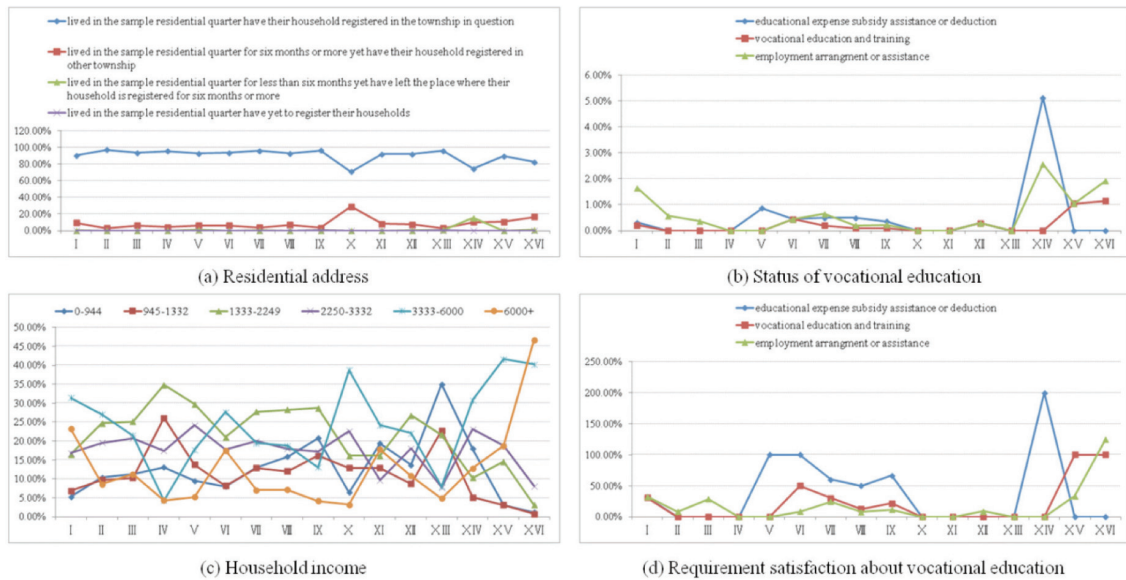 lived in the sample residential quarter have their household registered in the township in question
lived in the sample residential quarter for six months or more yet have their household registered in
other township
lived in the sample residential quarter for less than six months yet have left the place where their
household is registered for six months or more
lived in the sample residential quarter have yet to register their households
120.00%
100.00%
80.00%
60.00%
40.00%
20.00%
0.00%
I II III IV V VI VII VIII IX X XI XII XIII XIV XV XVI
(a) Residential address
educational expense subsidy assistance or deduction
vocational education and training
employment arrangment or assistance
6.00%
5.00%
4.00%
3.00%
2.00%
1.00%
0.00%
I II III IV V VI VII VIII IX X XI XII XIII XIV XV XVI
(b) Status of vocational education
0-944 945-1332 1333-2249 2250-3332 3333-6000 6000+
50.00%
45.00%
40.00%
35.00%
30.00%
25.00%
20.00%
15.00%
10.00%
5.00%
0.00%
I II III IV V VI VII VIII IX X XI XII XIII XIV XV XVI
(c) Household income
educational expense subsidy assistance or deduction
vocational education and training
employment arrangment or assistance
250.00%
200.00%
150.00%
100.00%
50.00%
0.00%
I II III IV V VI VII VIII IX X XI XII XIII XIV XV XVI
(d) Requirement satisfaction about vocational education